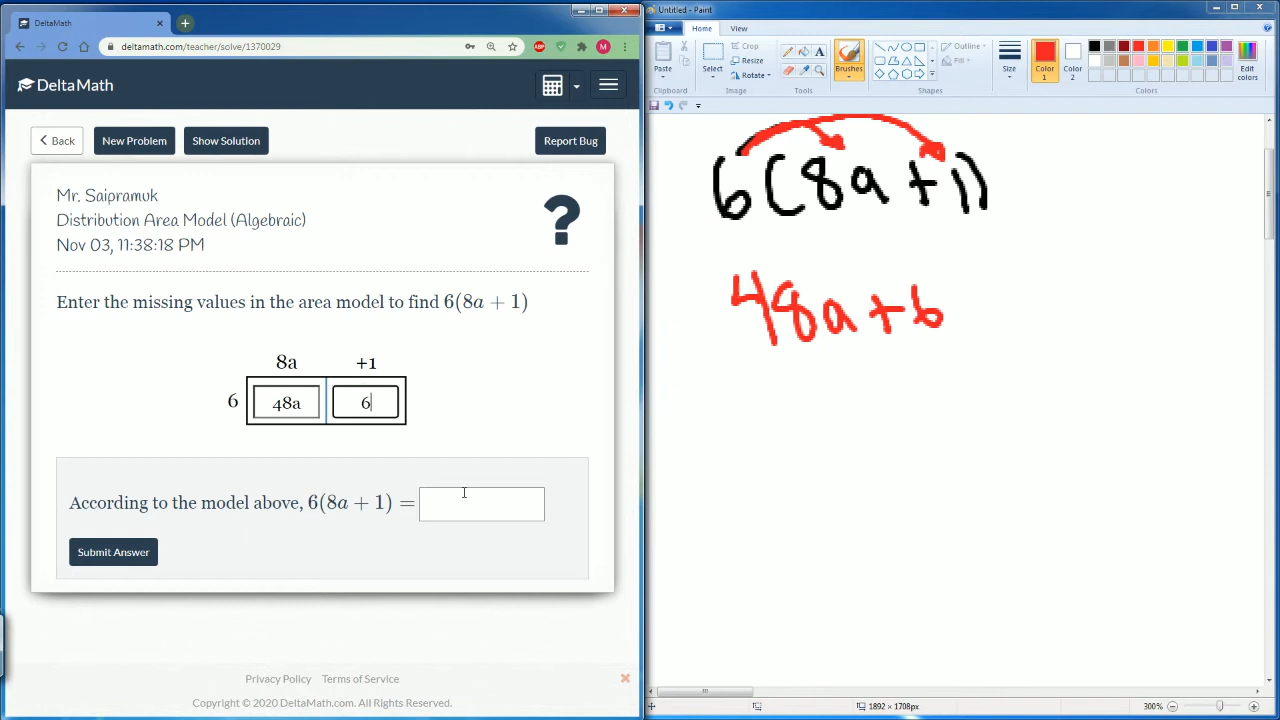 DeltaMath
Untitled - Paint
deltamath.com/teacher/solve/1370029
ABP
M
Home
View
Paste
Select
Crop
Resize
Rotate
A
Brushes
Outline
Fill
Size
Color 1
Color 2
Edit colors
Clipboard
Image
Tools
Shapes
Colors
DeltaMath
Back
New Problem
Show Solution
Report Bug
Mr. Saipramuk
Distribution Area Model (Algebraic)
Nov 03, 11:38:18 PM
?
Enter the missing values in the area model to find 6(8a + 1)
8a +1
6 48a 6
According to the model above, 6(8a + 1) =
Submit Answer
Privacy Policy Terms of Service
Copyright © 2020 DeltaMath.com. All Rights Reserved.
6(8a+1)
48a+6
1892 × 1708px
300%